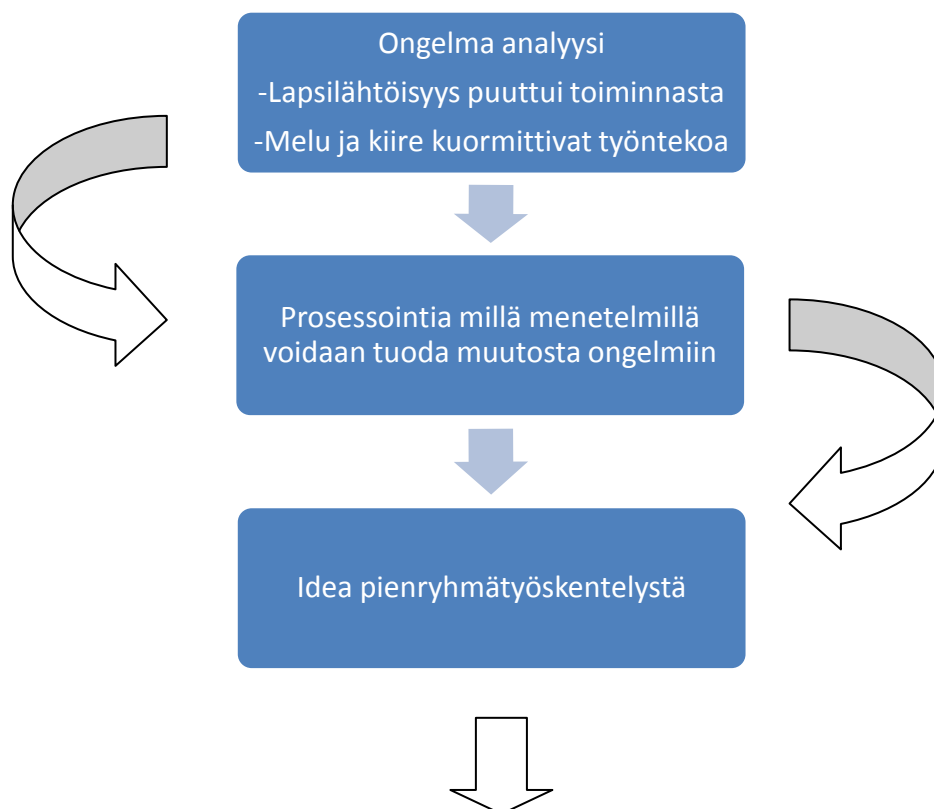 Ongelma analyysi
-Lapsilähtöisyys puuttui toiminnasta
-Melu ja kiire kuormittivat työntekoa
Prosessointia millä menetelmillä
voidaan tuoda muutosta ongelmiin
Idea pienryhmätyöskentelystä